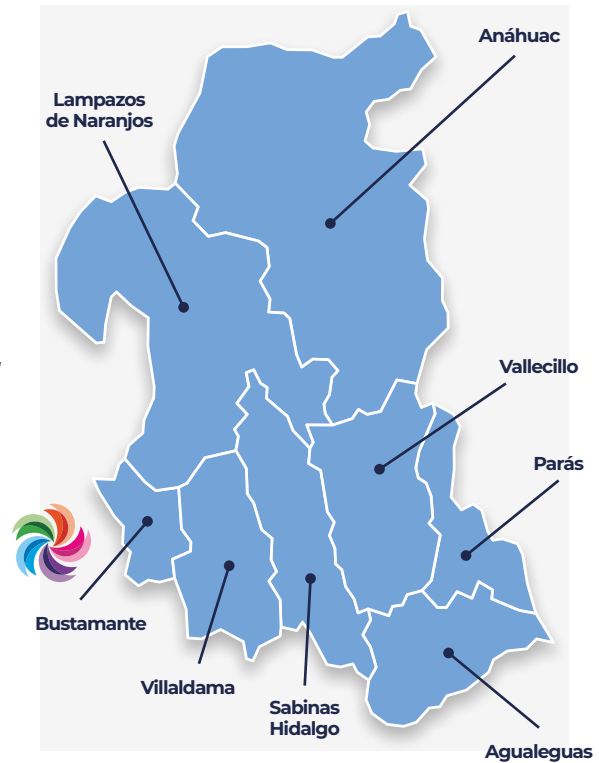 Anáhuac
Lampazos
de Naranjos
Vallecillo
Parás
Bustamante
Villaldama
Sabinas
Hidalgo
Agualeguas